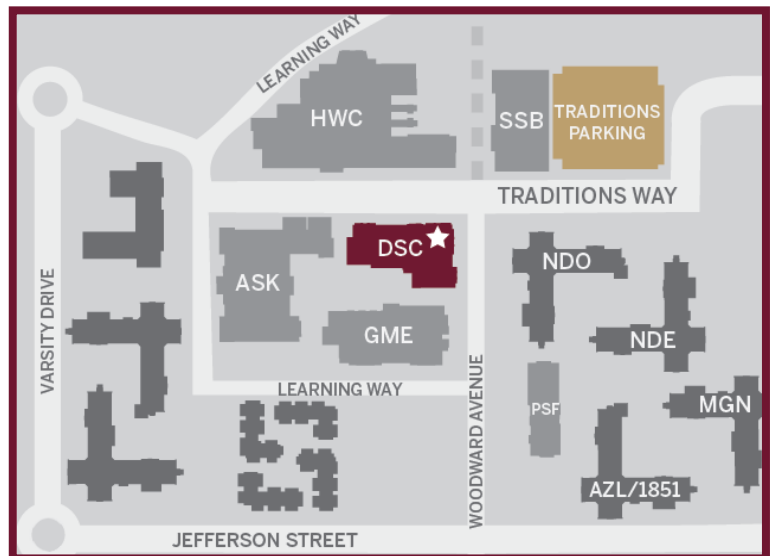 LEARNING WAY
HWC
SSB
TRADITIONS
PARKING
TRADITIONS WAY
DSC
NDO
ASK
VARSITY DRIVE
GME
NDE
LEARNING WAY
WOODWARD AVENUE
PSF
MGN
AZL/1851
JEFFERSON STREET